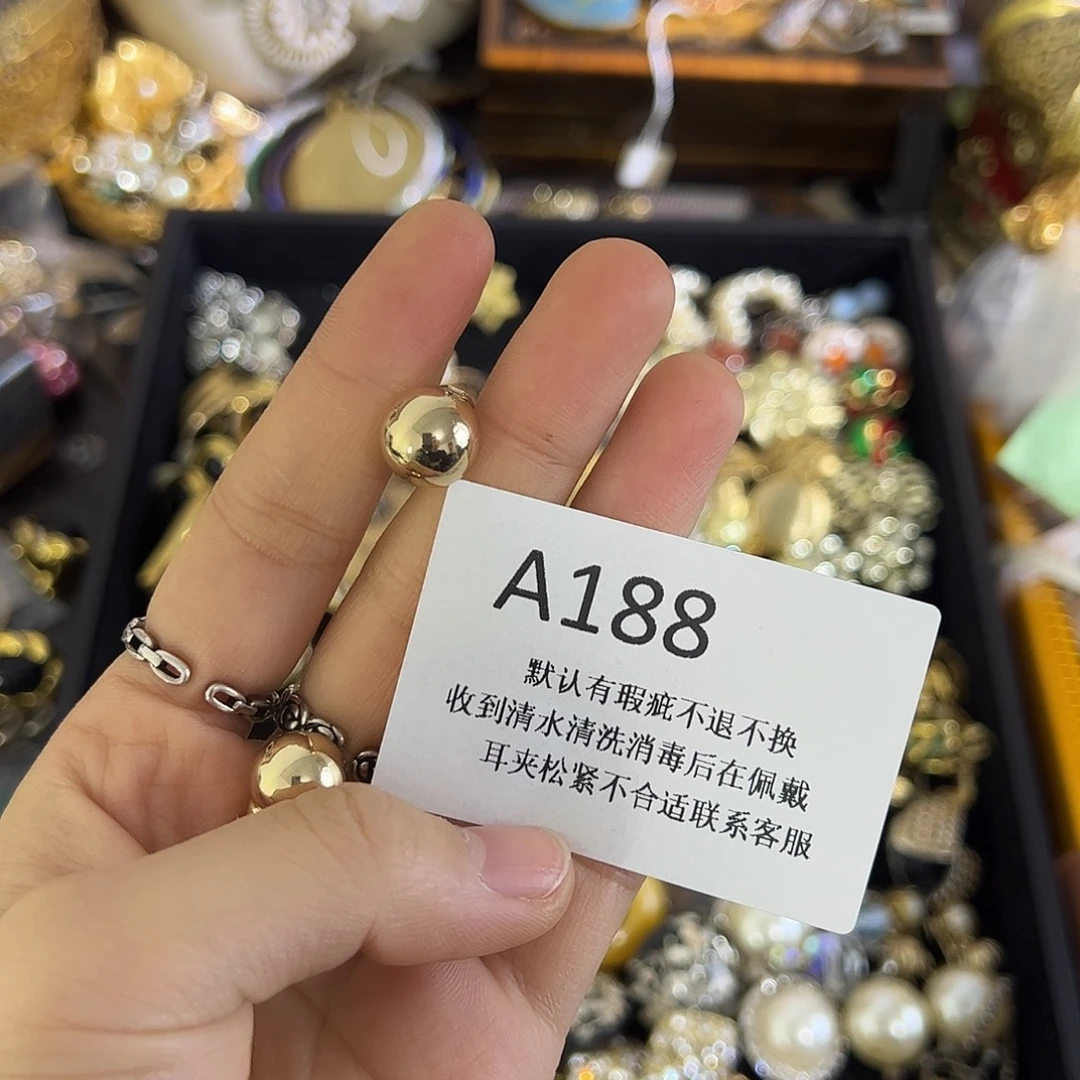 A188
默认有瑕疵不退不换
收到清水清洗消毒后在佩戴
耳夹松紧不合适联系客服